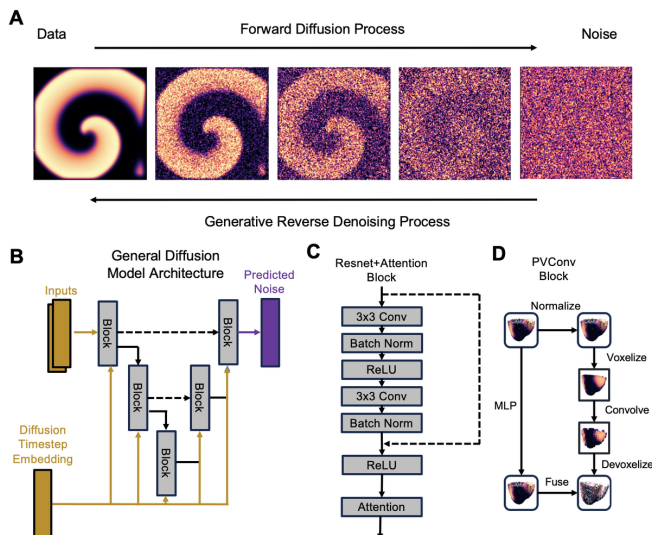 A
Data
Forward Diffusion Process
Noise
Generative Reverse Denoising Process
B
General Diffusion
Model Architecture
Inputs
Predicted
Noise
Block
Block
Block
Block
Block
Diffusion
Timestep
Embedding
C
Resnet+Attention
Block
3x3 Conv
Batch Norm
ReLU
3x3 Conv
Batch Norm
ReLU
Attention
D
PVConv
Block
Normalize
Voxelize
MLP
Convolve
Devoxelize
Fuse